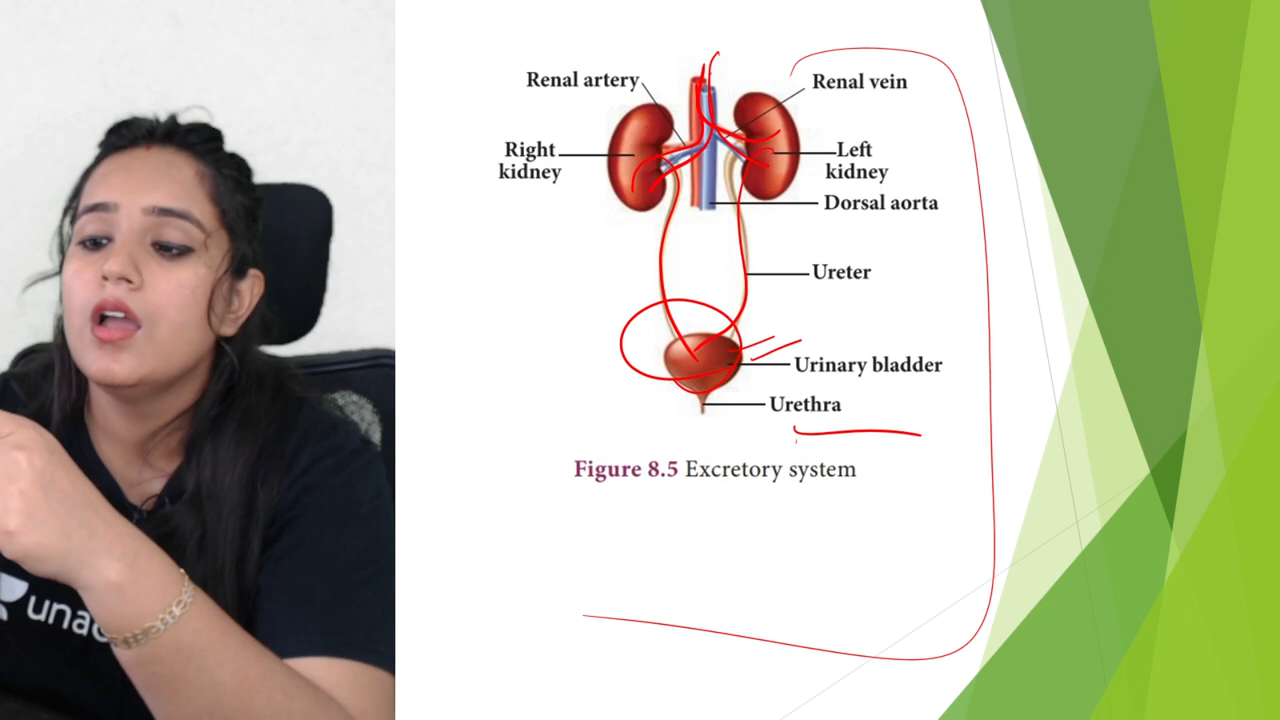 Renal artery
Renal vein
Right
kidney
Left
kidney
Dorsal aorta
Ureter
Urinary bladder
Urethra
Figure 8.5 Excretory system